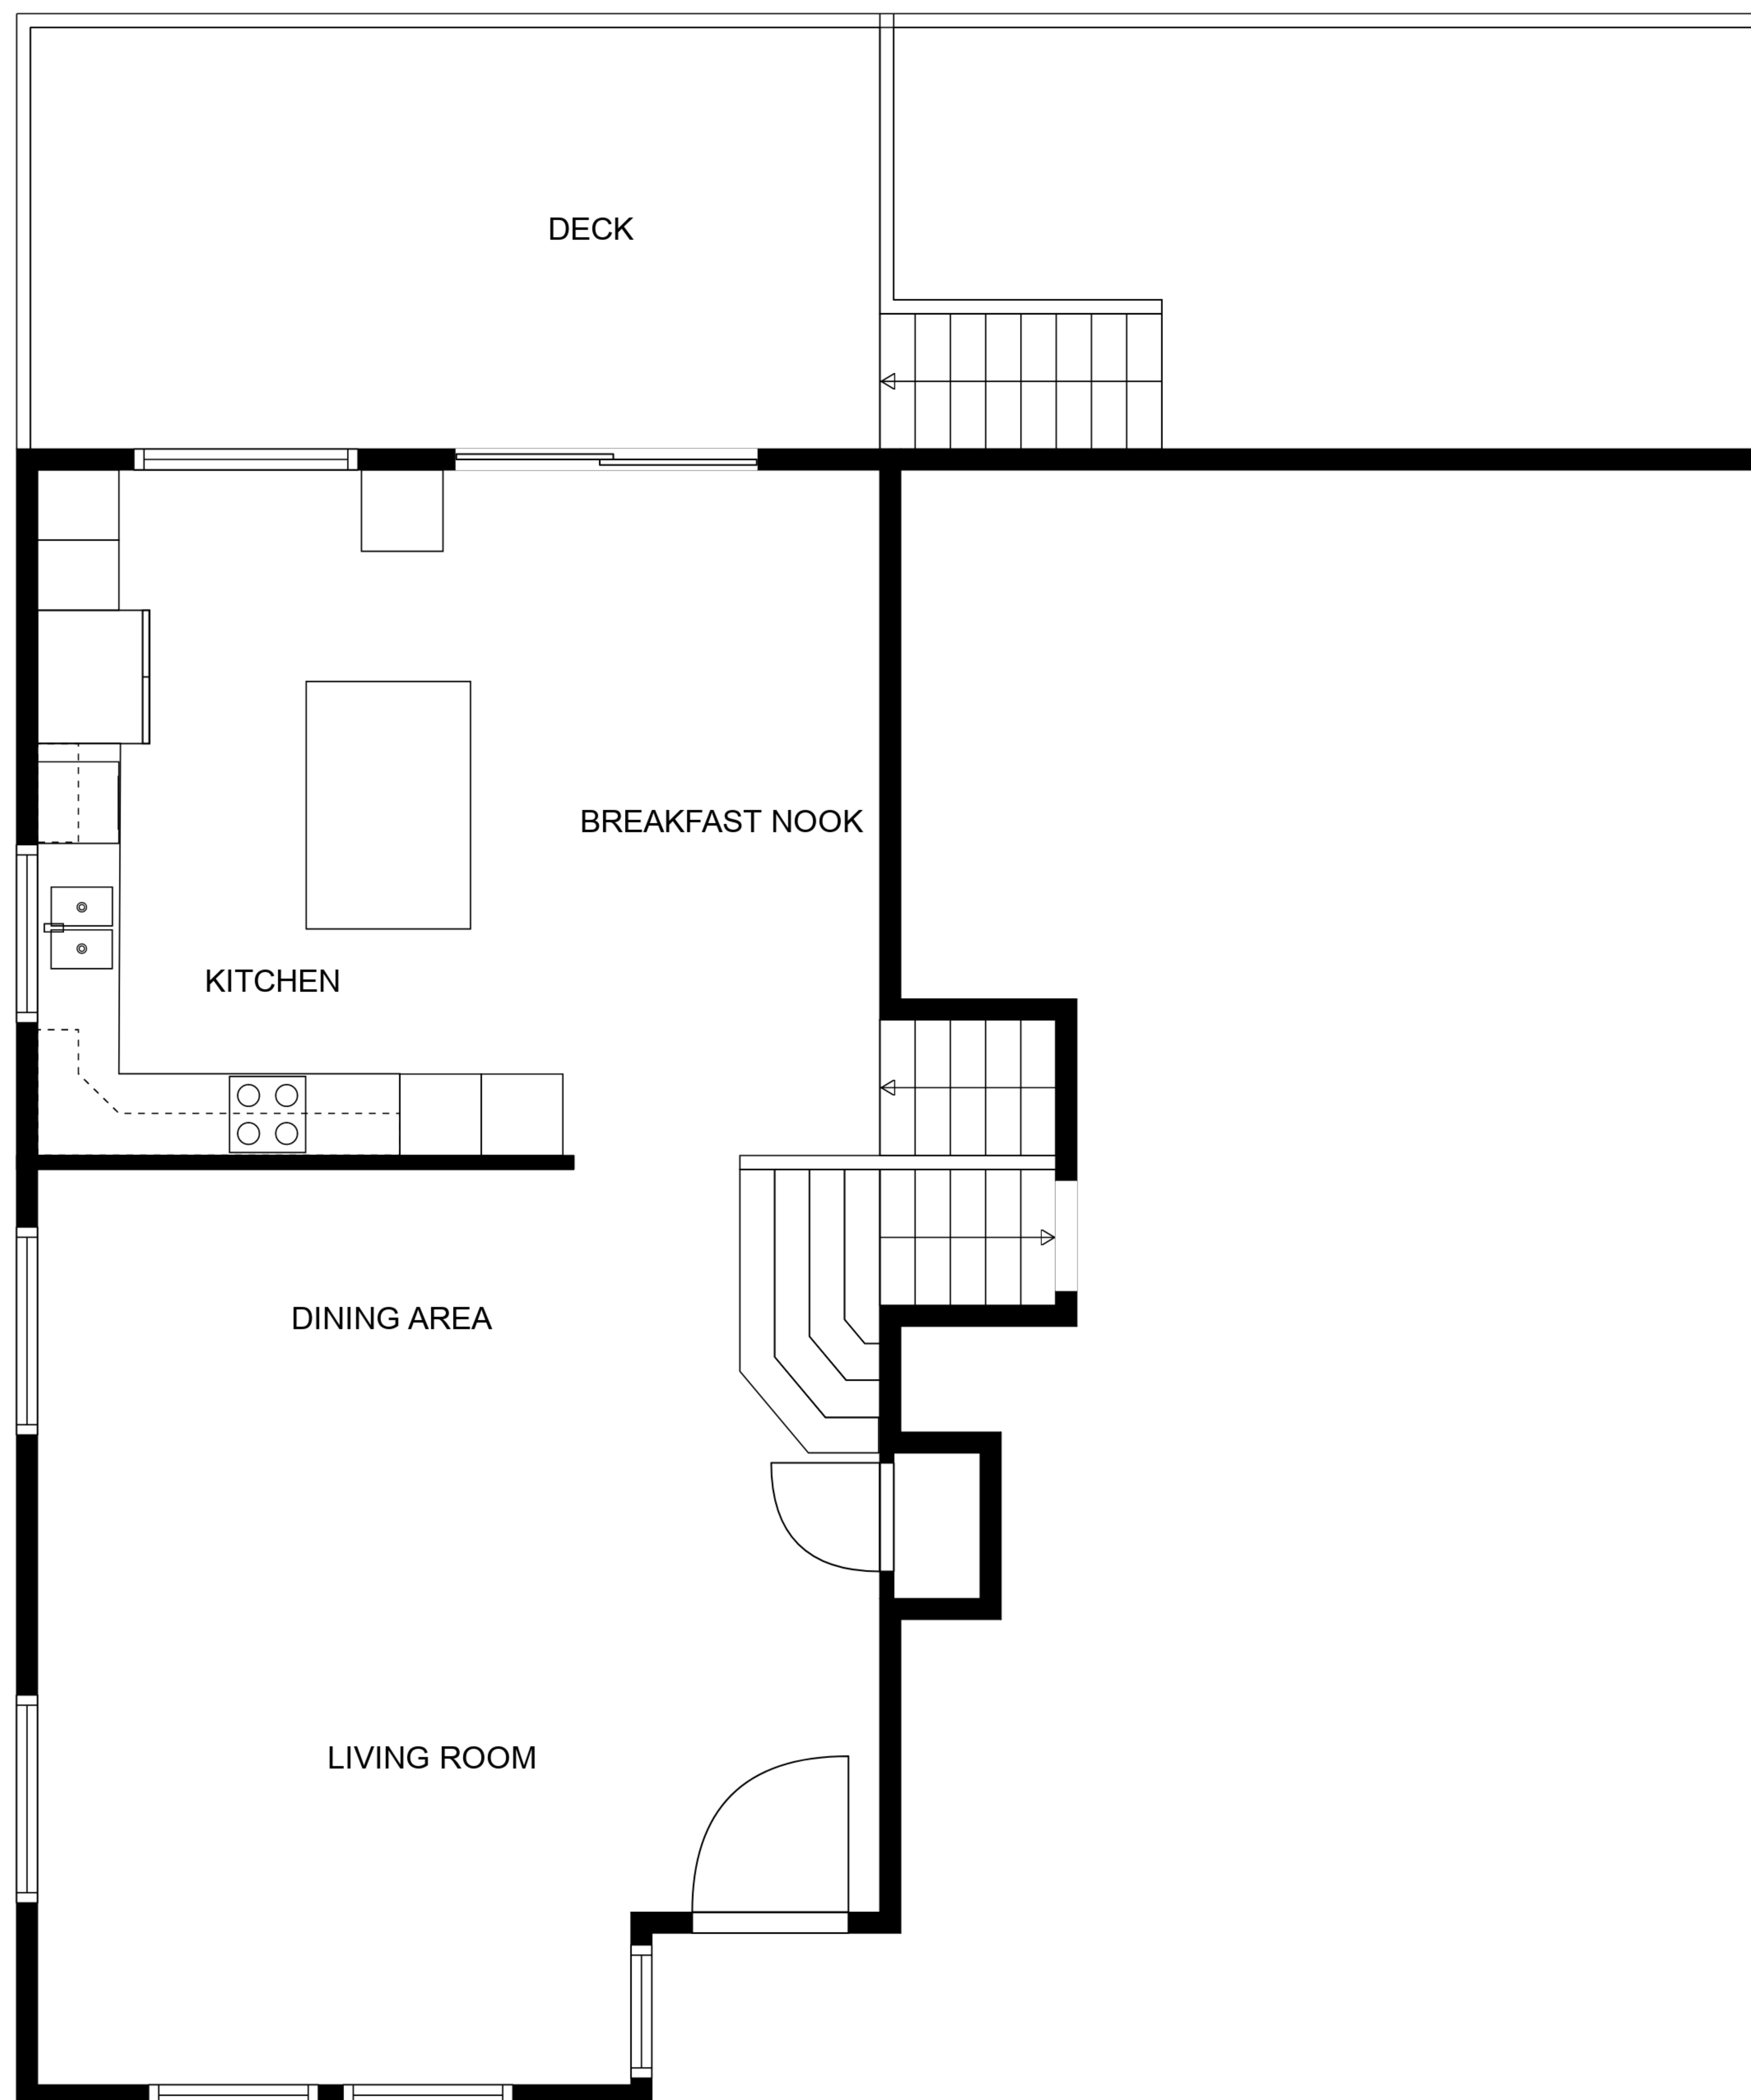 DECK
BREAKFAST NOOK
KITCHEN
DINING AREA
LIVING ROOM